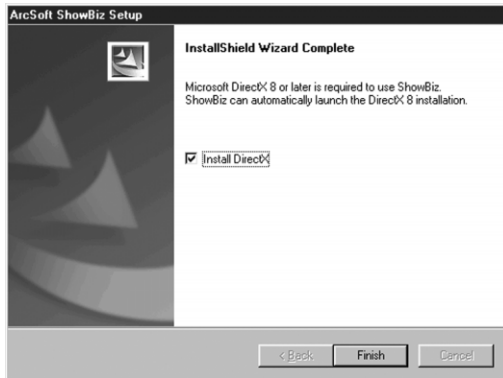 ArcSoft ShowBiz Setup
InstallShield Wizard Complete
Microsoft DirectX 8 or later is required to use ShowBiz.
ShowBiz can automatically launch the DirectX 8 installation.
Install DirectX
< Back Finish Cancel